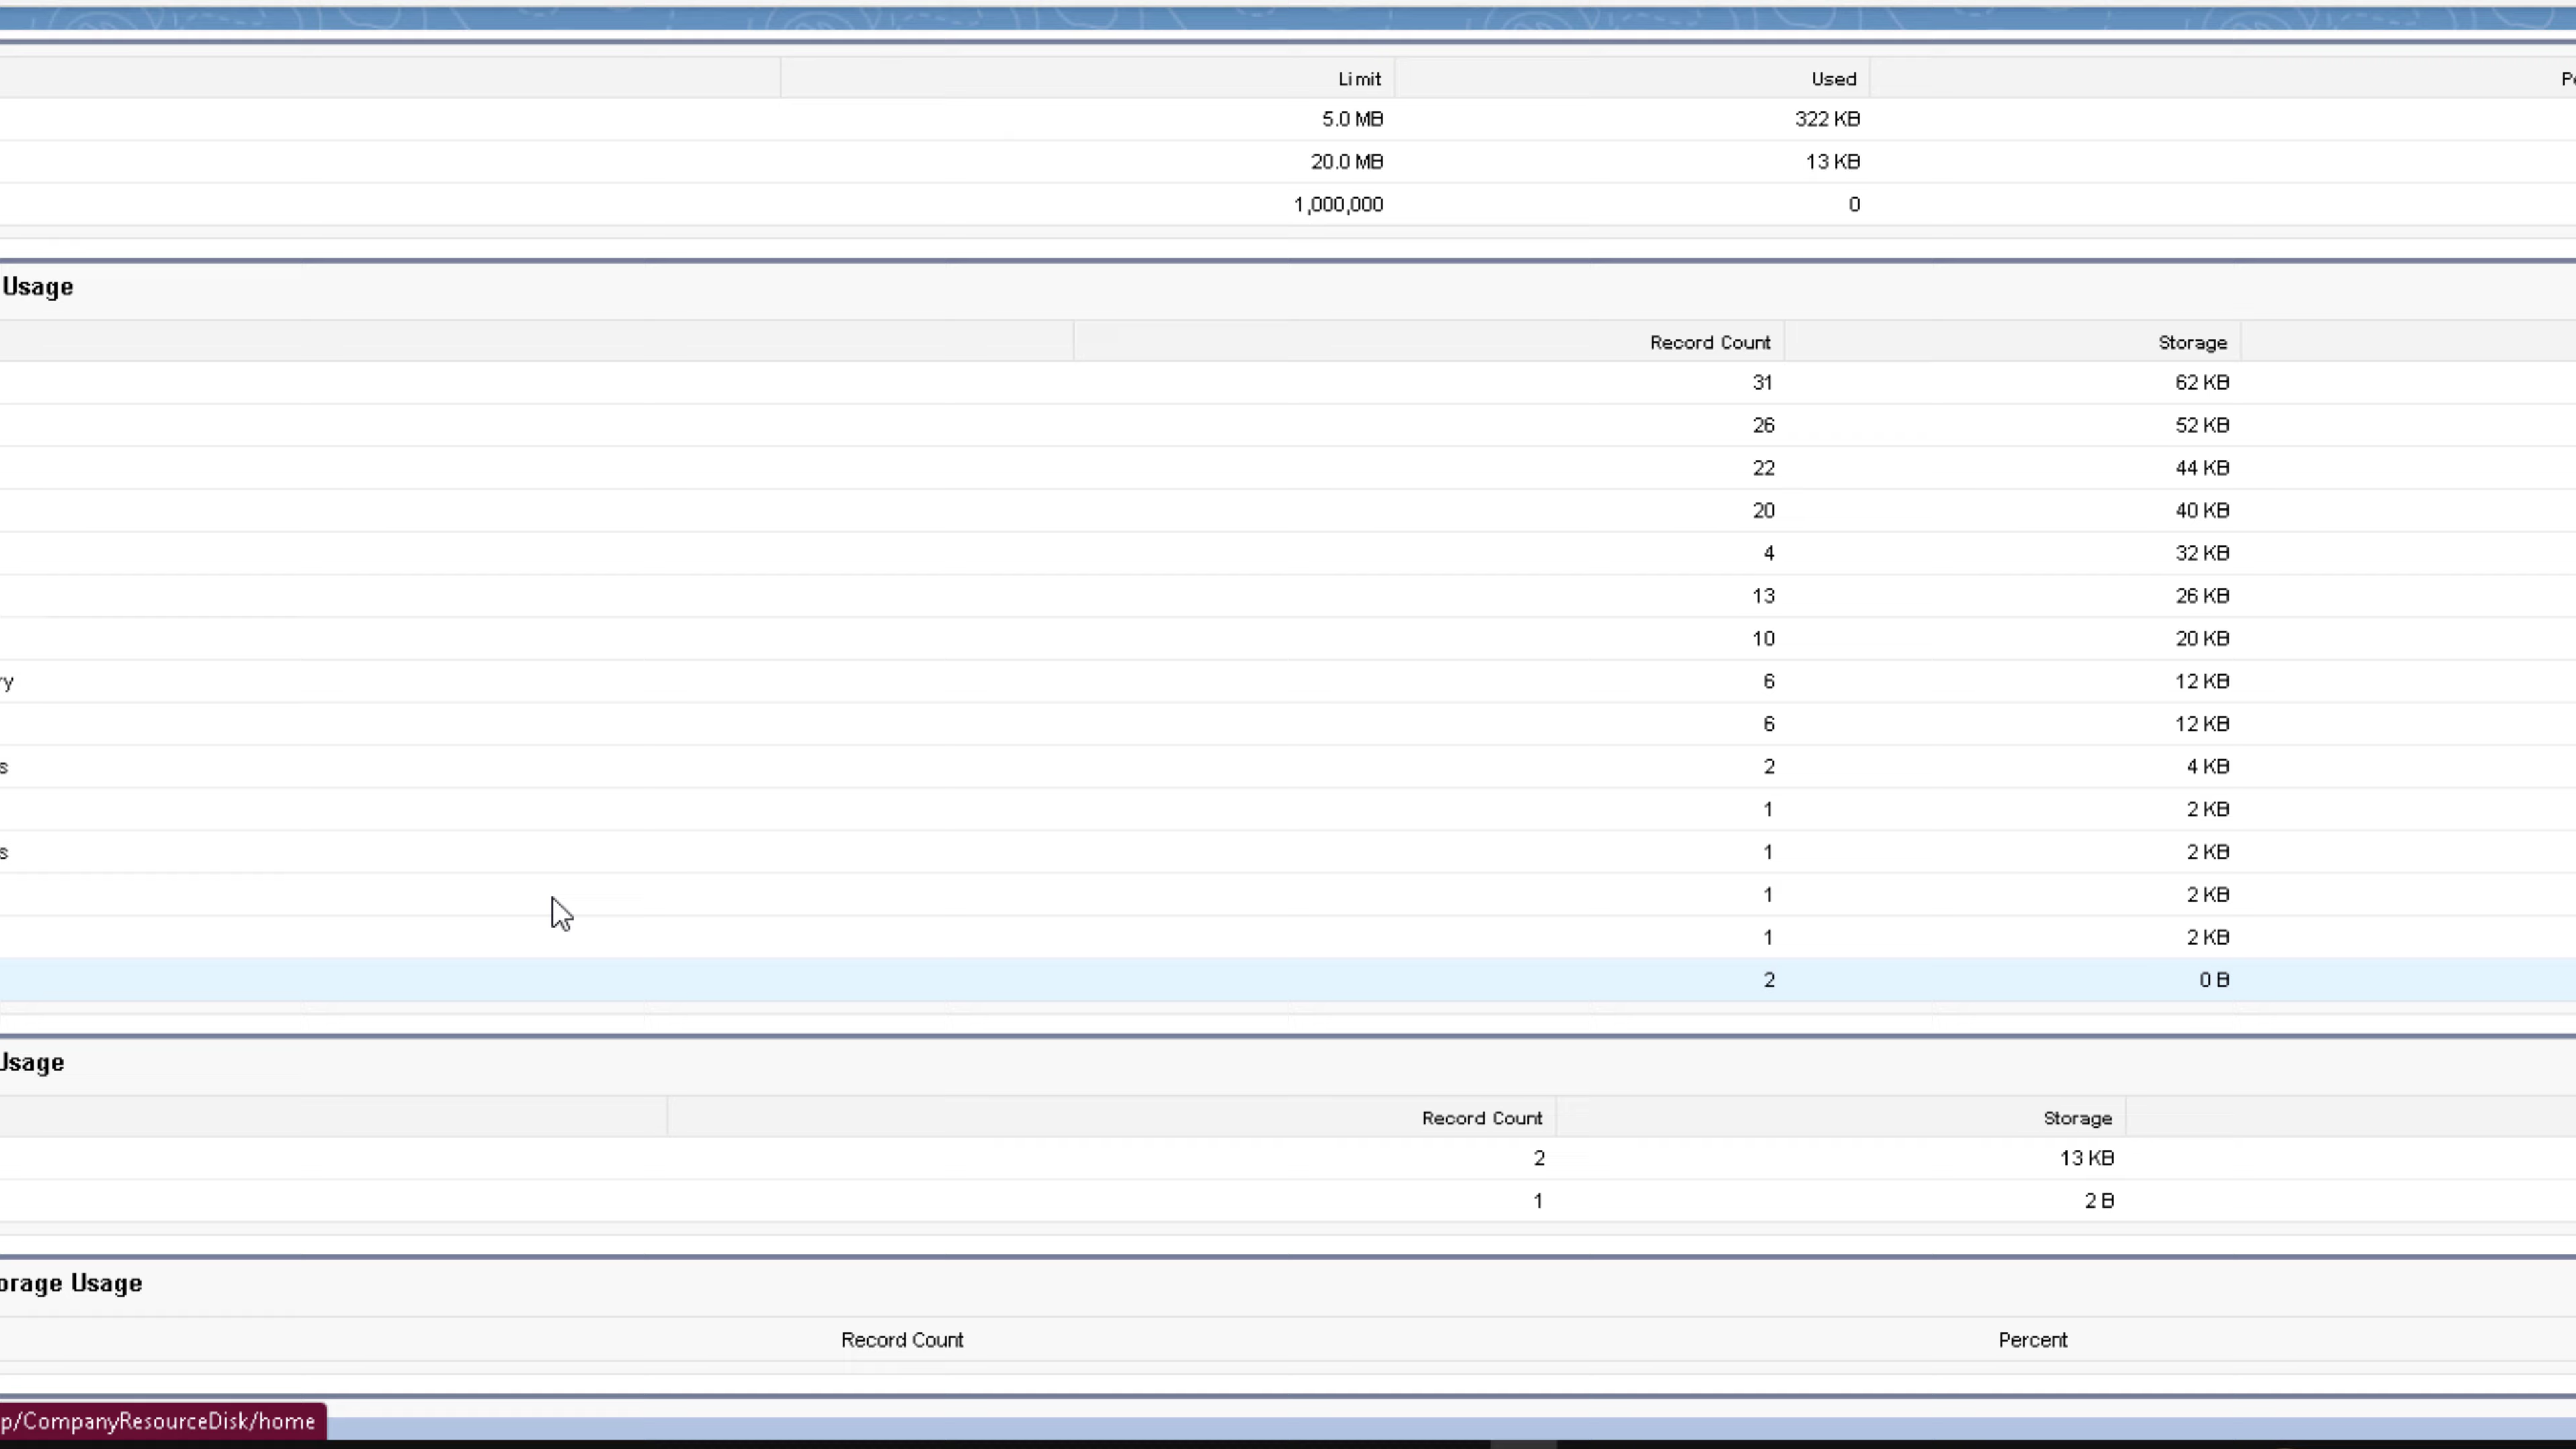 Limit Used
5.0 MB 322 KB
20.0 MB 13 KB
1,000,000 0
Usage
Record Count Storage
31 62 KB
26 52 KB
22 44 KB
20 40 KB
4 32 KB
13 26 KB
10 20 KB
6 12 KB
6 12 KB
2 4 KB
1 2 KB
1 2 KB
1 2 KB
1 2 KB
2 0 B
Usage
Record Count Storage
2 13 KB
1 2 B
orage Usage
Record Count Percent
p/CompanyResourceDisk/home